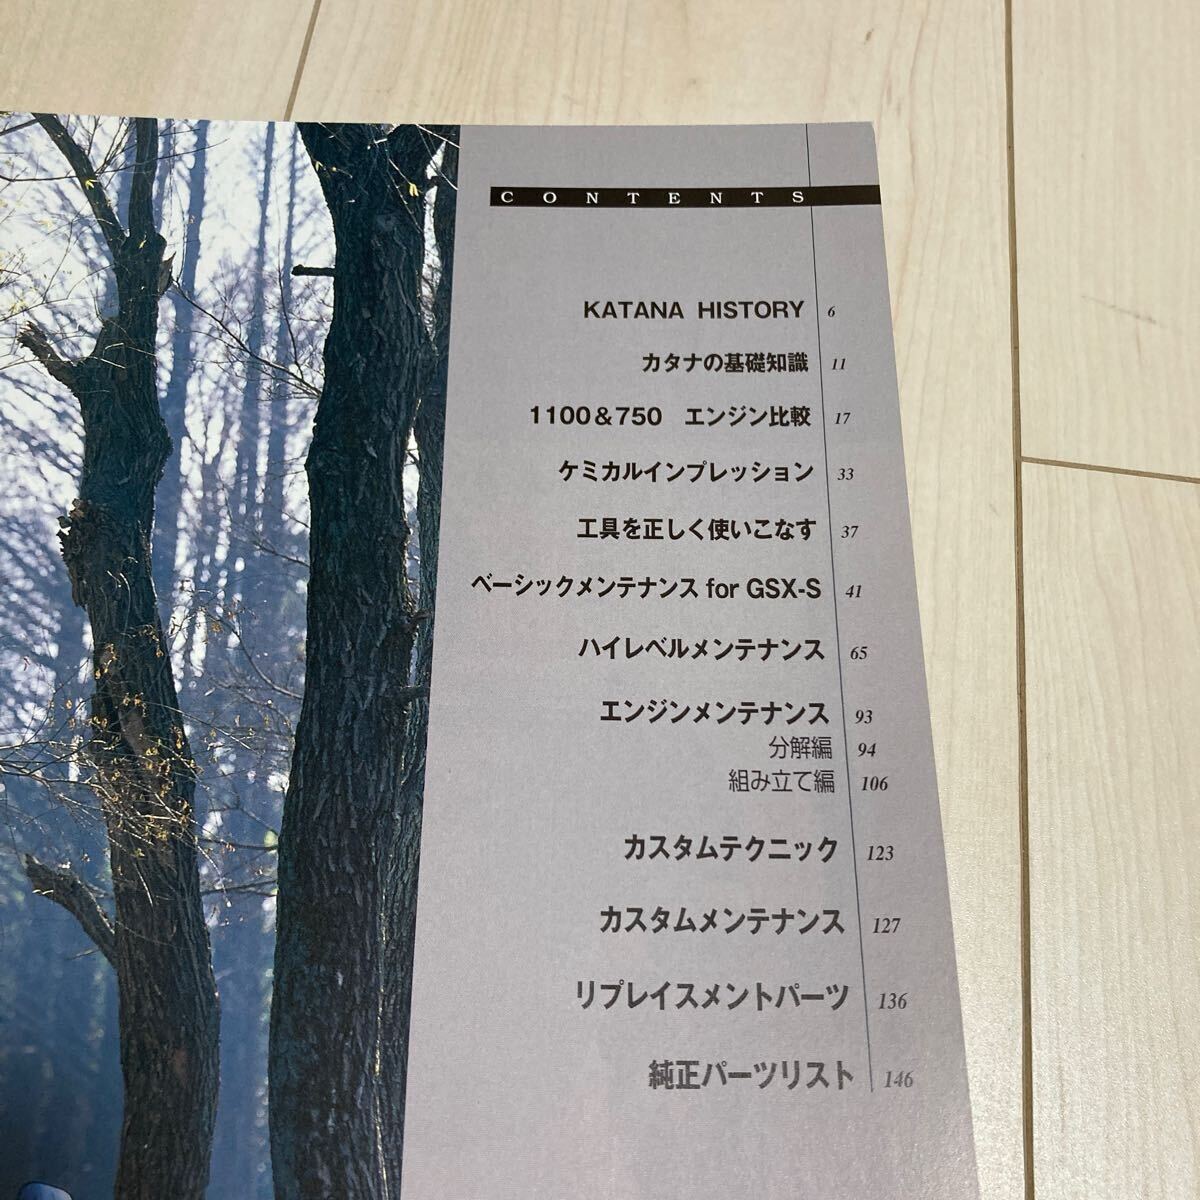 CONTENTS
KATANA HISTORY 6
カタナの基礎知識 11
1100&750 エンジン比較 17
ケミカルインプレッション 33
工具を正しく使いこなす 37
ベーシックメンテナンス for GSX-S 41
ハイレベルメンテナンス 65
エンジンメンテナンス 93
分解編 94
組み立て編 106
カスタムテクニック 123
カスタムメンテナンス 127
リプレイスメントパーツ 136
純正パーツリスト 146